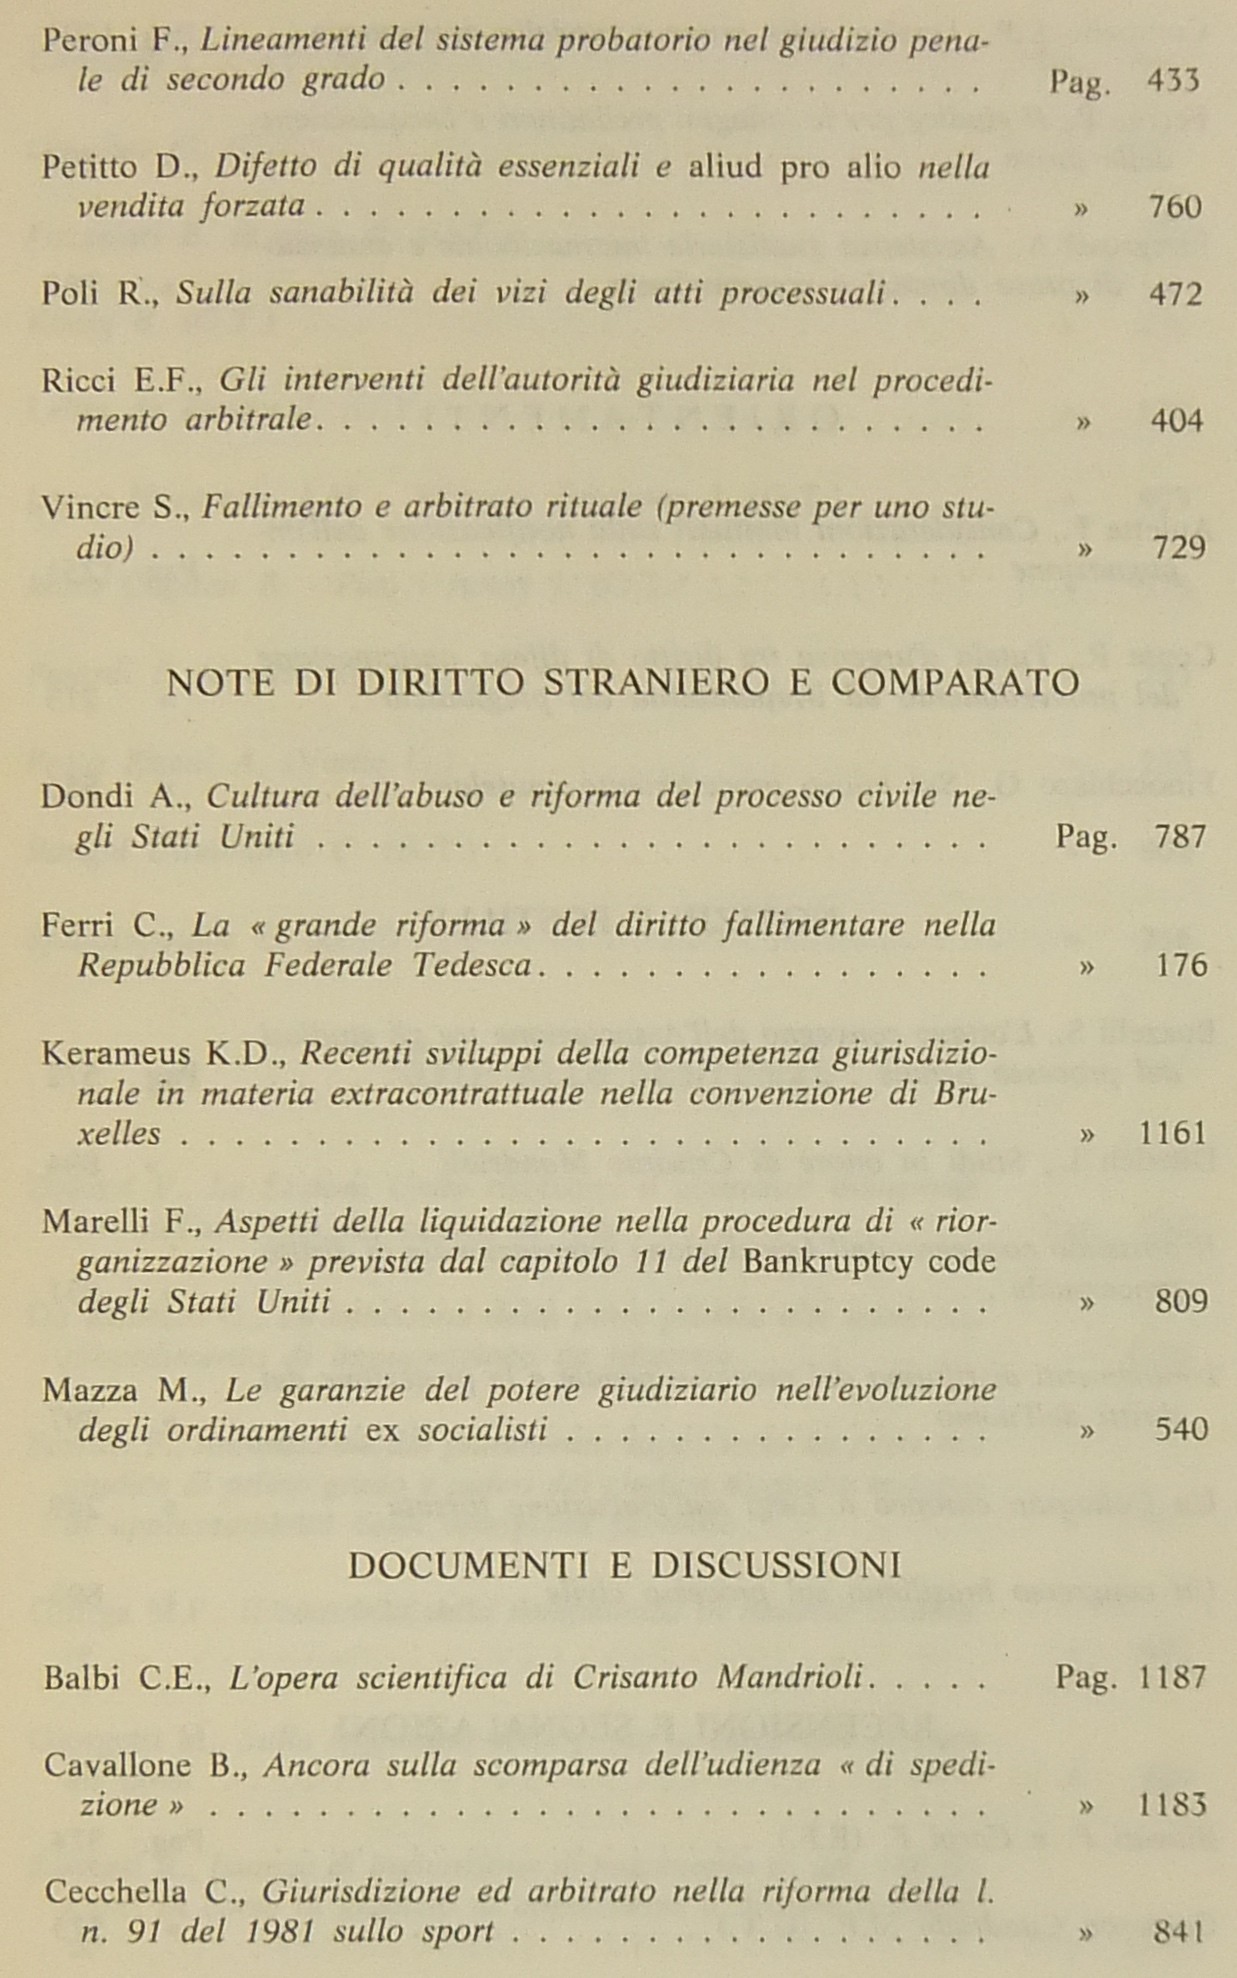 Peroni F., Lineamenti del sistema probatorio nel giudizio pena-
le di secondo grado . . . . . . . . . . . . . . . . . . . . . . Pag. 433
Petitto D., Difetto di qualità essenziali e aliud pro alio nella
vendita forzata . . . . . . . . . . . . . . . . . . . . . . . . . » 760
Poli R., Sulla sanabilità dei vizi degli atti processuali. . . . » 472
Ricci E.F., Gli interventi dell'autorità giudiziaria nel procedi-
mento arbitrale. . . . . . . . . . . . . . . . . . . . . . . . . » 404
Vincre S., Fallimento e arbitrato rituale (premesse per uno stu-
dio) . . . . . . . . . . . . . . . . . . . . . . . . . . . . . . . » 729
NOTE DI DIRITTO STRANIERO E COMPARATO
Dondi A., Cultura dell'abuso e riforma del processo civile ne-
gli Stati Uniti . . . . . . . . . . . . . . . . . . . . . . . . . Pag. 787
Ferri C., La « grande riforma » del diritto fallimentare nella
Repubblica Federale Tedesca. . . . . . . . . . . . . . . . . » 176
Kerameus K.D., Recenti sviluppi della competenza giurisdizio-
nale in materia extracontrattuale nella convenzione di Bru-
xelles . . . . . . . . . . . . . . . . . . . . . . . . . . . . . . » 1161
Marelli F., Aspetti della liquidazione nella procedura di « rior-
ganizzazione » prevista dal capitolo 11 del Bankruptcy code
degli Stati Uniti . . . . . . . . . . . . . . . . . . . . . . . . » 809
Mazza M., Le garanzie del potere giudiziario nell'evoluzione
degli ordinamenti ex socialisti . . . . . . . . . . . . . . . . » 540
DOCUMENTI E DISCUSSIONI
Balbi C.E., L'opera scientifica di Crisanto Mandrioli. . . . . Pag. 1187
Cavallone B., Ancora sulla scomparsa dell'udienza « di spedi-
zione » . . . . . . . . . . . . . . . . . . . . . . . . . . . . . » 1183
Cecchella C., Giurisdizione ed arbitrato nella riforma della l.
n. 91 del 1981 sullo sport . . . . . . . . . . . . . . . . . . » 841